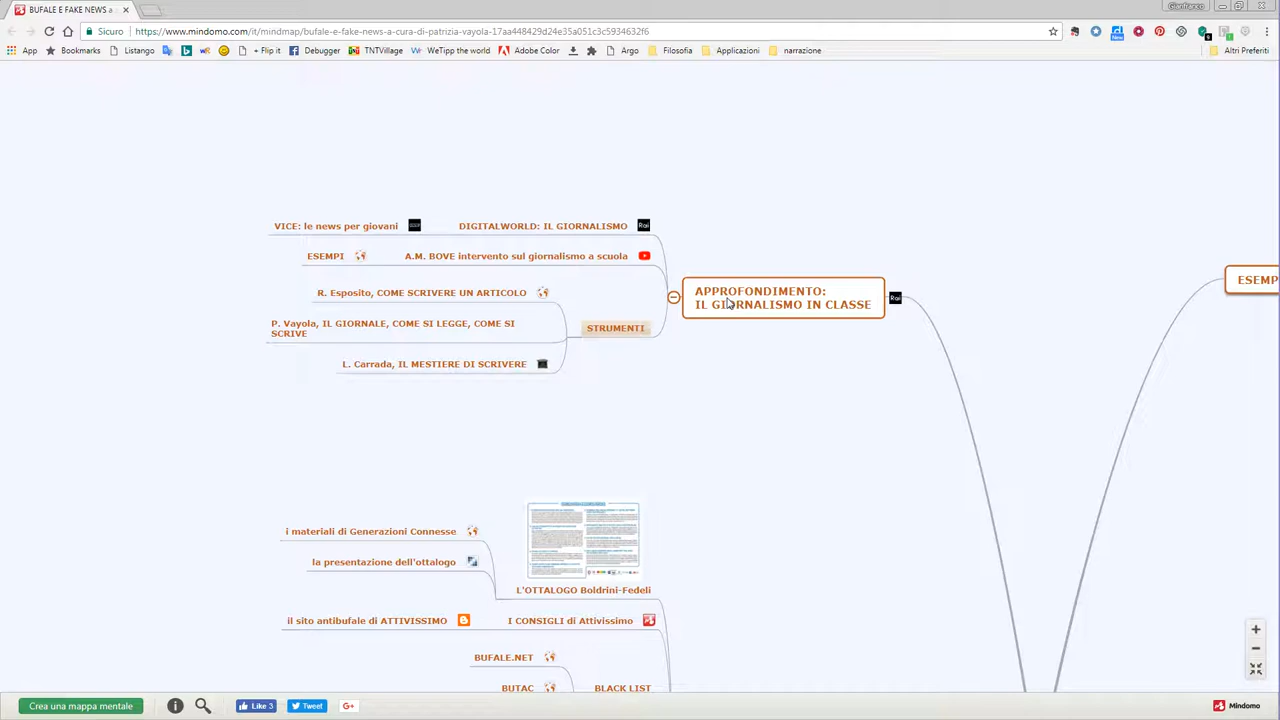 BUFALE E FAKE NEWS a
Sicuro
https://www.mindomo.com/it/mindmap/bufale-e-fake-news-a-cura-di-patrizia-vayola-17aa448429d24e35a051c3c5934632f6
App
Bookmarks
Listango
+ Flip it
Debugger
TNTVillage
WeTipp the world
Adobe Color
Argo
Filosofia
Applicazioni
narrazione
Altri Preferiti
VICE: le news per giovani
DIGITALWORLD: IL GIORNALISMO
Rai
ESEMPI
A.M. BOVE intervento sul giornalismo a scuola
APPROFONDIMENTO:
IL GIORNALISMO IN CLASSE
Rai
ESEMP
R. Esposito, COME SCRIVERE UN ARTICOLO
P. Vayola, IL GIORNALE, COME SI LEGGE, COME SI
SCRIVE
STRUMENTI
L. Carrada, IL MESTIERE DI SCRIVERE
i materiali di Generazioni Connesse
la presentazione dell'ottalogo
L'OTTALOGO Boldrini-Fedeli
il sito antibufale di ATTIVISSIMO
I CONSIGLI di Attivissimo
BUFALE.NET
BUTAC
BLACK LIST
Crea una mappa mentale
Like 3
Tweet
G+
Mindomo